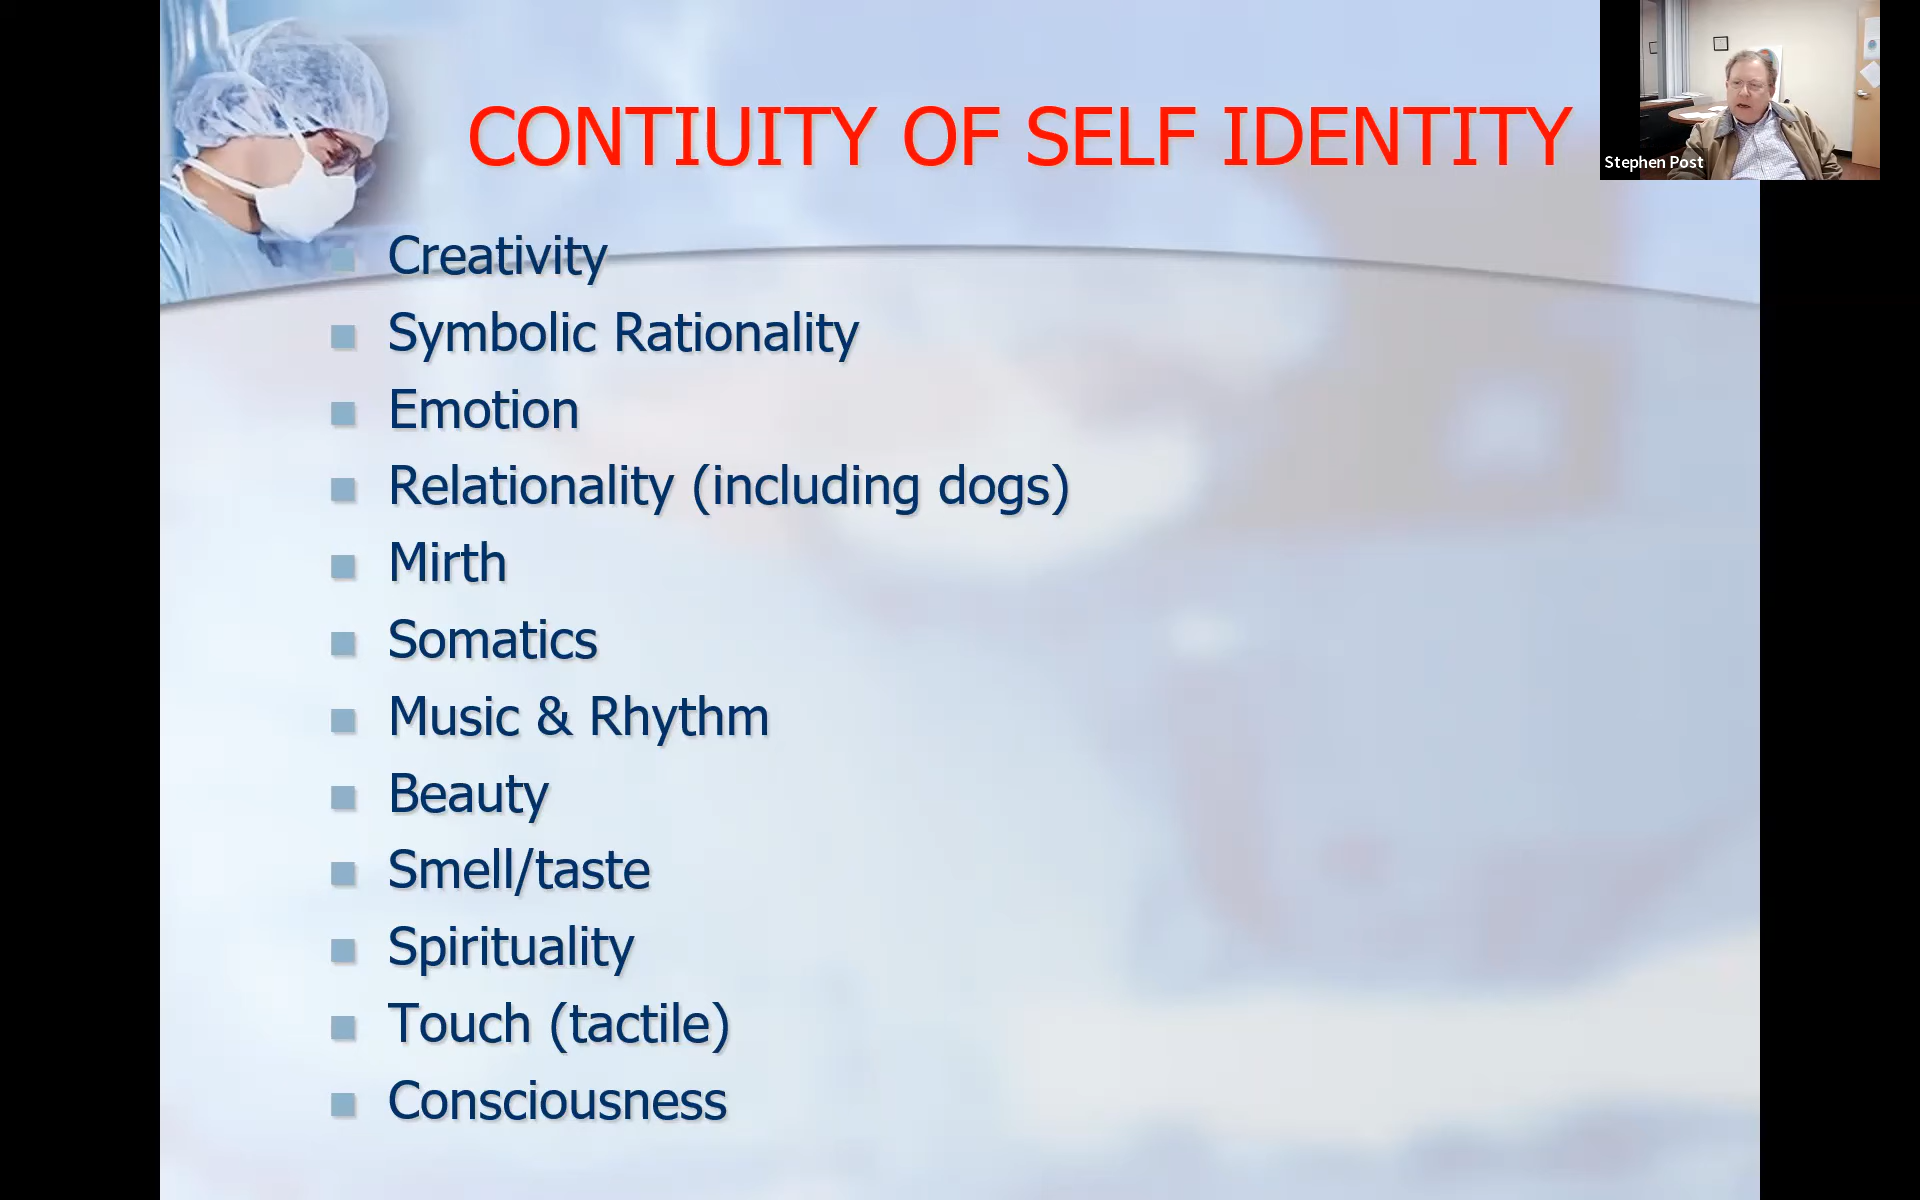 CONTIUITY OF SELF IDENTITY
Stephen Post
Creativity
Symbolic Rationality
Emotion
Relationality (including dogs)
Mirth
Somatics
Music & Rhythm
Beauty
Smell/taste
Spirituality
Touch (tactile)
Consciousness